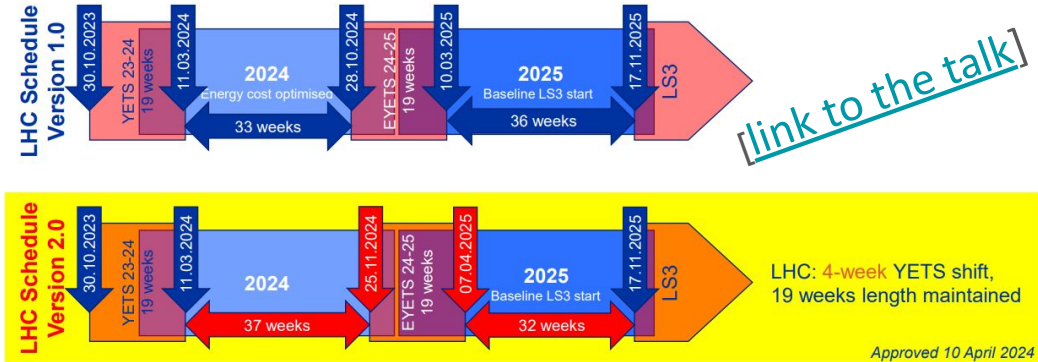 LHC Schedule
Version 1.0
30.10.2023
YETS 23-24
19 weeks
11.03.2024
2024
Energy cost optimised
33 weeks
28.10.2024
EYETS 24-25
19 weeks
10.03.2025
2025
Baseline LS3 start
36 weeks
17.11.2025
LS3
[link to the talk]
LHC Schedule
Version 2.0
30.10.2023
YETS 23-24
19 weeks
11.03.2024
2024
37 weeks
25.11.2024
EYETS 24-25
19 weeks
07.04.2025
2025
Baseline LS3 start
32 weeks
17.11.2025
LS3
LHC: 4-week YETS shift,
19 weeks length maintained
Approved 10 April 2024